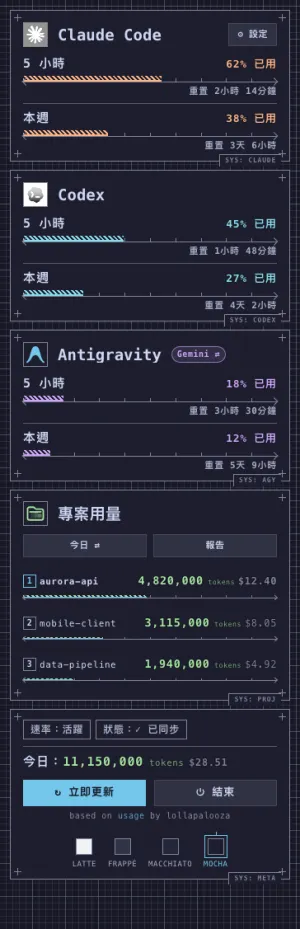 Claude Code
⚙ 設定
5 小時
62% 已用
重置 2小時 14分鐘
本週
38% 已用
重置 3天 6小時
SYS: CLAUDE
Codex
5 小時
45% 已用
重置 1小時 48分鐘
本週
27% 已用
重置 4天 2小時
SYS: CODEX
Antigravity
Gemini ⇄
5 小時
18% 已用
重置 3小時 30分鐘
本週
12% 已用
重置 5天 9小時
SYS: AGY
專案用量
今日 ⇄
報告
1 aurora-api 4,820,000 tokens $12.40
2 mobile-client 3,115,000 tokens $8.05
3 data-pipeline 1,940,000 tokens $4.92
SYS: PROJ
速率：活躍
狀態：✓ 已同步
今日：11,150,000 tokens $28.51
↻ 立即更新
⏻ 結束
based on usage by lollapalooza
LATTE
FRAPPÉ
MACCHIATO
MOCHA
SYS: META